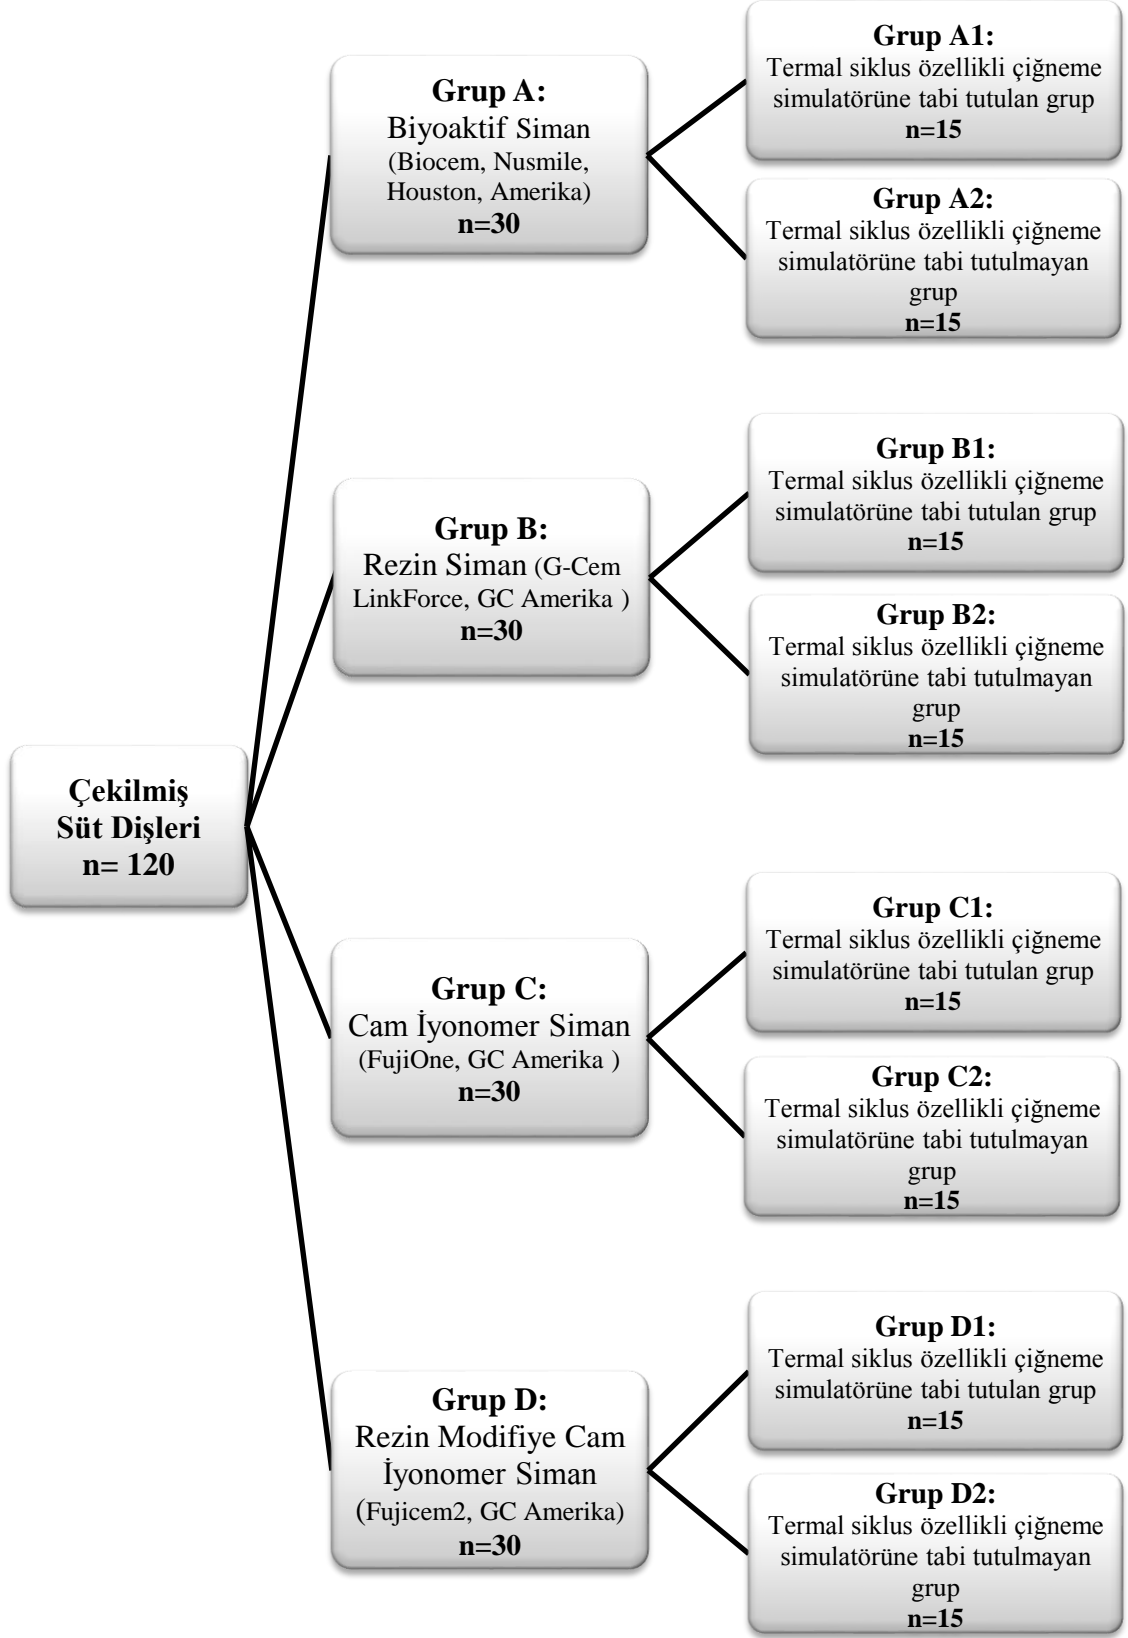 Çekilmiş
Süt Dişleri
n= 120
Grup A:
Biyoaktif Siman
(Biocem, Nusmile,
Houston, Amerika)
n=30
Grup A1:
Termal siklus özellikli çiğneme
simulatörüne tabi tutulan grup
n=15
Grup A2:
Termal siklus özellikli çiğneme
simulatörüne tabi tutulmayan
grup
n=15
Grup B:
Rezin Siman (G-Cem
LinkForce, GC Amerika )
n=30
Grup B1:
Termal siklus özellikli çiğneme
simulatörüne tabi tutulan grup
n=15
Grup B2:
Termal siklus özellikli çiğneme
simulatörüne tabi tutulmayan
grup
n=15
Grup C:
Cam İyonomer Siman
(FujiOne, GC Amerika )
n=30
Grup C1:
Termal siklus özellikli çiğneme
simulatörüne tabi tutulan grup
n=15
Grup C2:
Termal siklus özellikli çiğneme
simulatörüne tabi tutulmayan
grup
n=15
Grup D:
Rezin Modifiye Cam
İyonomer Siman
(Fujicem2, GC Amerika)
n=30
Grup D1:
Termal siklus özellikli çiğneme
simulatörüne tabi tutulan grup
n=15
Grup D2:
Termal siklus özellikli çiğneme
simulatörüne tabi tutulmayan
grup
n=15